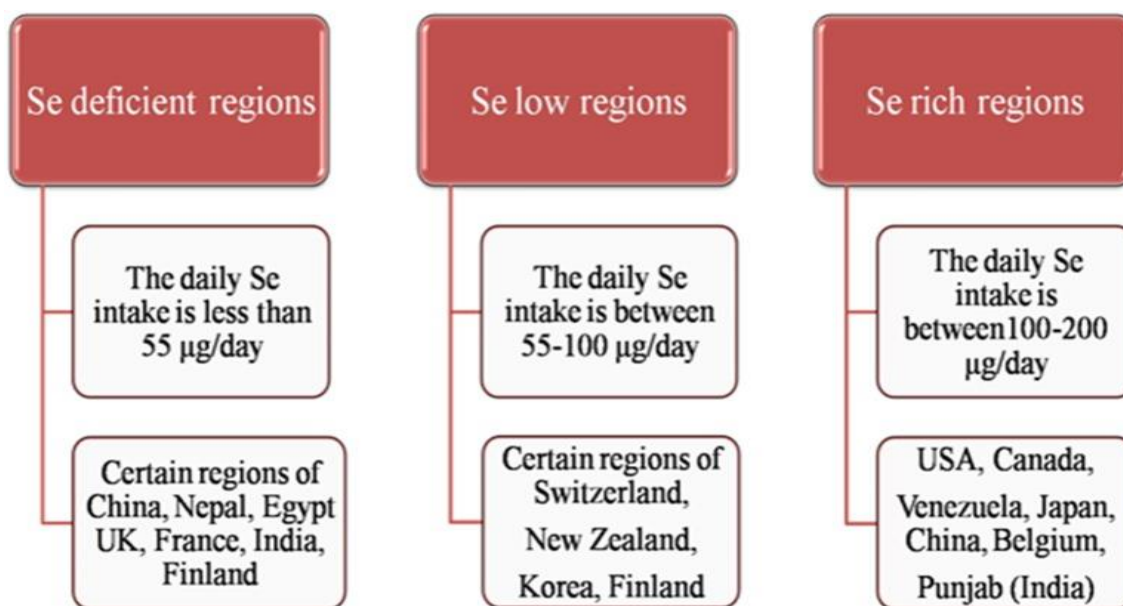 Se deficient regions
The daily Se
intake is less than
55 μg/day
Certain regions of
China, Nepal, Egypt
UK, France, India,
Finland
Se low regions
The daily Se
intake is between
55-100 μg/day
Certain regions of
Switzerland,
New Zealand,
Korea, Finland
Se rich regions
The daily Se
intake is
between100-200
μg/day
USA, Canada,
Venezuela, Japan,
China, Belgium,
Punjab (India)